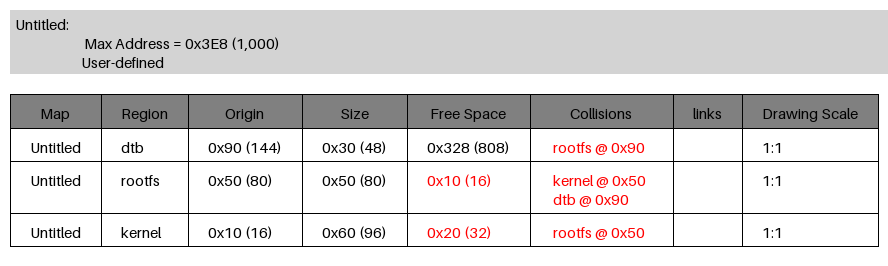 Untitled:
Max Address = 0x3E8 (1,000)
User-defined
Map Region Origin Size Free Space Collisions links Drawing Scale
Untitled dtb 0x90 (144) 0x30 (48) 0x328 (808) rootfs @ 0x90 1:1
Untitled rootfs 0x50 (80) 0x50 (80) 0x10 (16) kernel @ 0x50 1:1
dtb @ 0x90
Untitled kernel 0x10 (16) 0x60 (96) 0x20 (32) rootfs @ 0x50 1:1